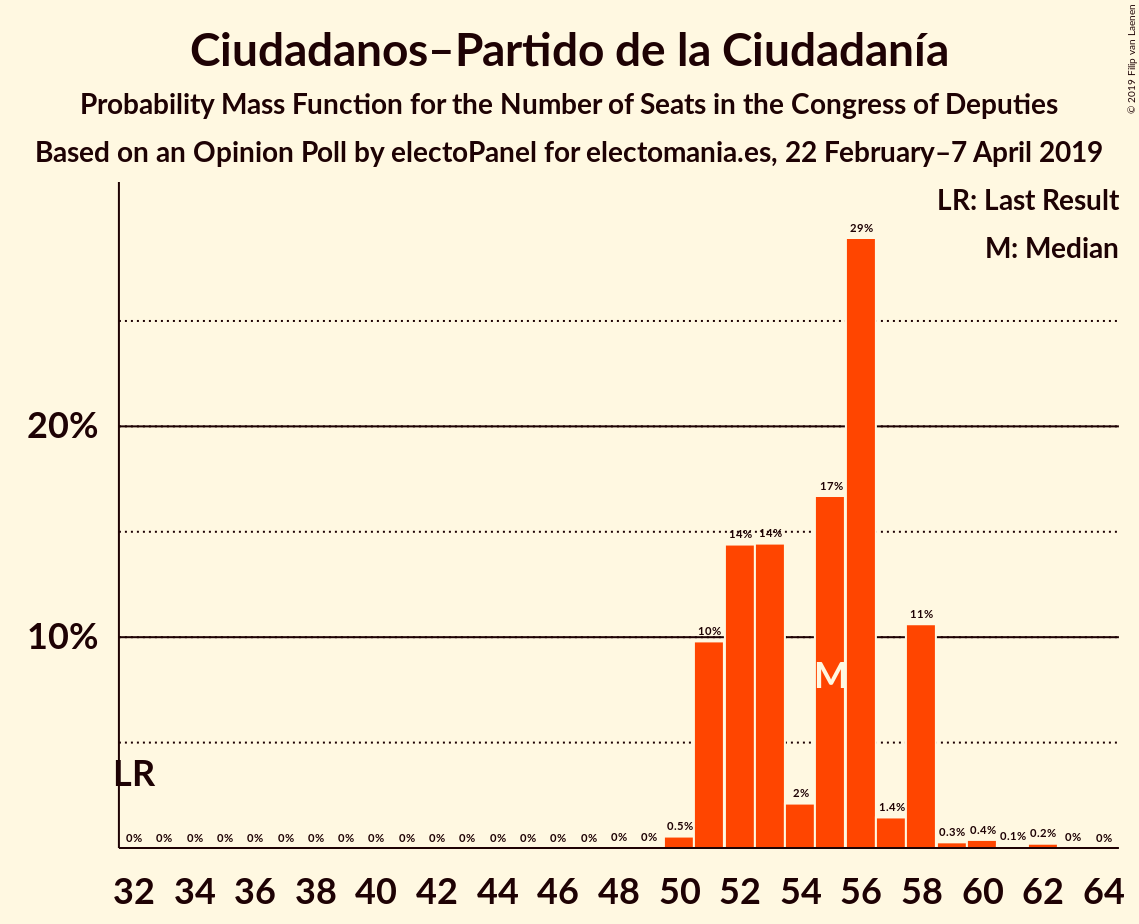 Ciudadanos–Partido de la Ciudadanía
Probability Mass Function for the Number of Seats in the Congress of Deputies
Based on an Opinion Poll by electoPanel for electomania.es, 22 February–7 April 2019
© 2019 Filip van Laenen
LR: Last Result
M: Median
20%
10%
LR
M
0% 0% 0% 0% 0% 0% 0% 0% 0% 0% 0% 0% 0% 0% 0% 0% 0% 0% 0.5% 10% 14% 14% 2% 17% 29% 1.4% 11% 0.3% 0.4% 0.1% 0.2% 0% 0%
32 34 36 38 40 42 44 46 48 50 52 54 56 58 60 62 64